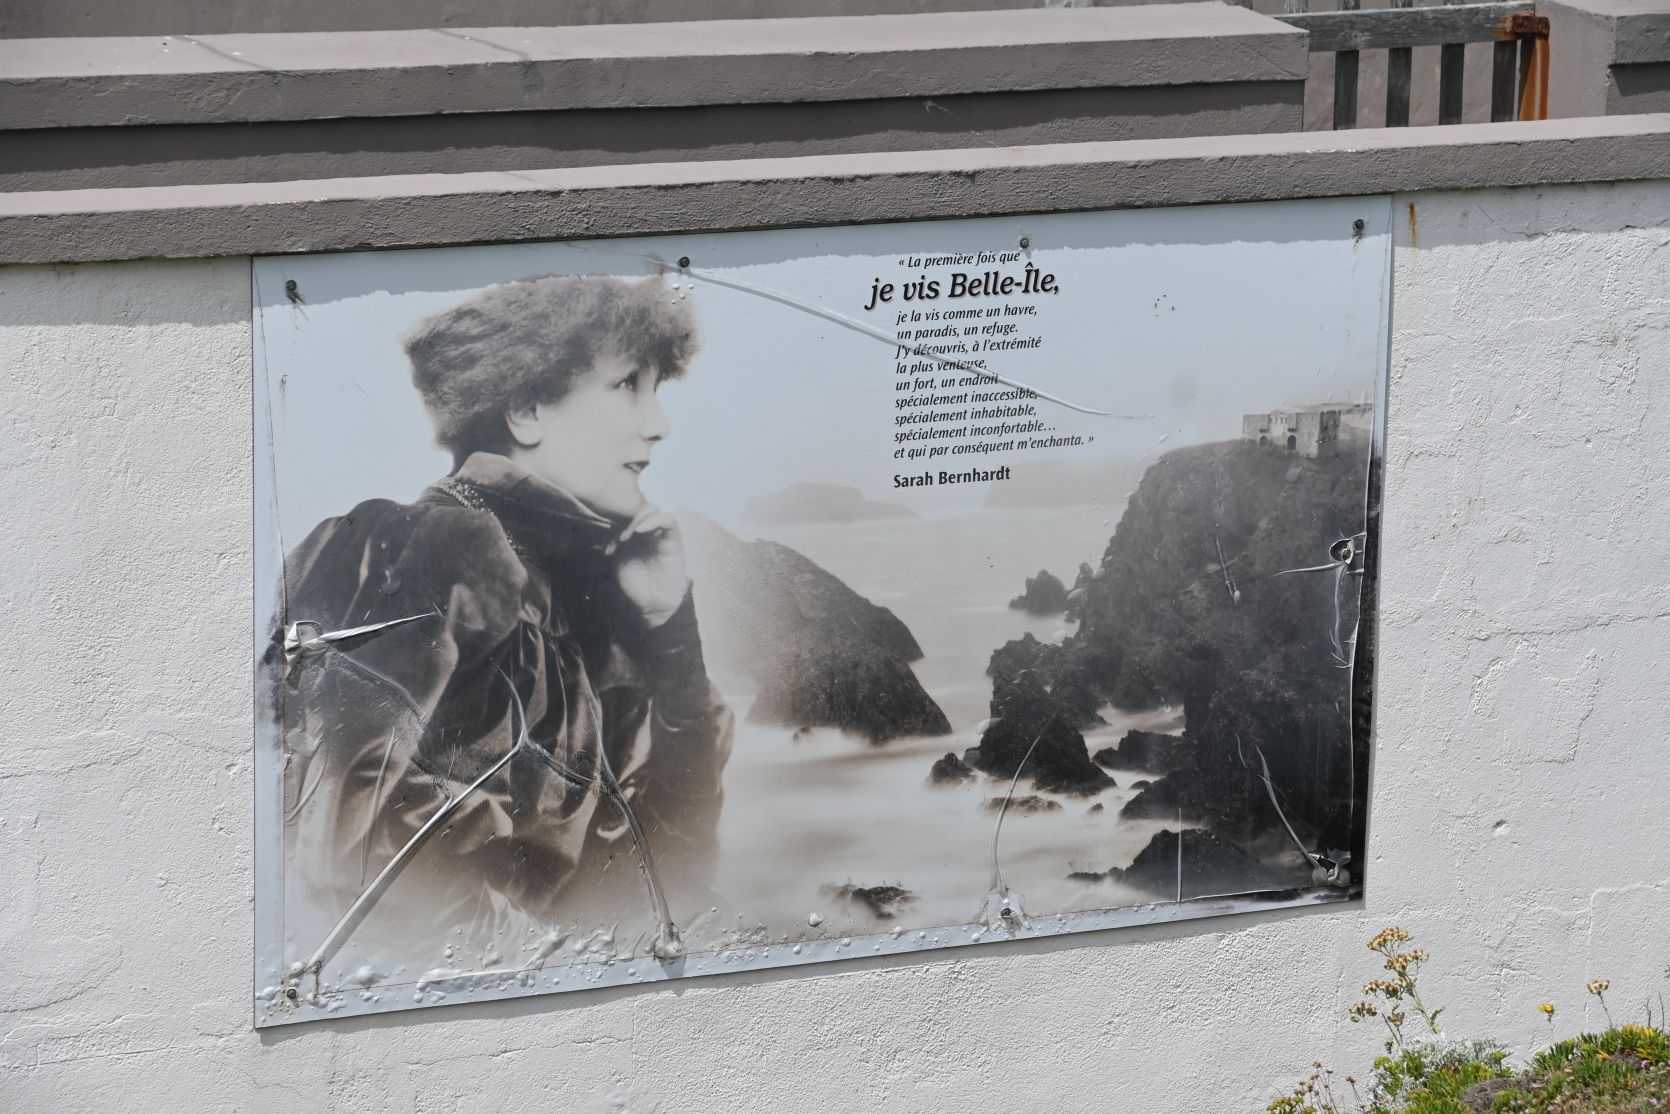 « La première fois que
je vis Belle-Île,
je la vis comme un havre,
un paradis, un refuge.
J'y découvris, à l'extrémité
la plus venteuse,
un fort, un endroit
spécialement inaccessible,
spécialement inhabitable,
spécialement inconfortable…
et qui par conséquent m'enchanta. »
Sarah Bernhardt